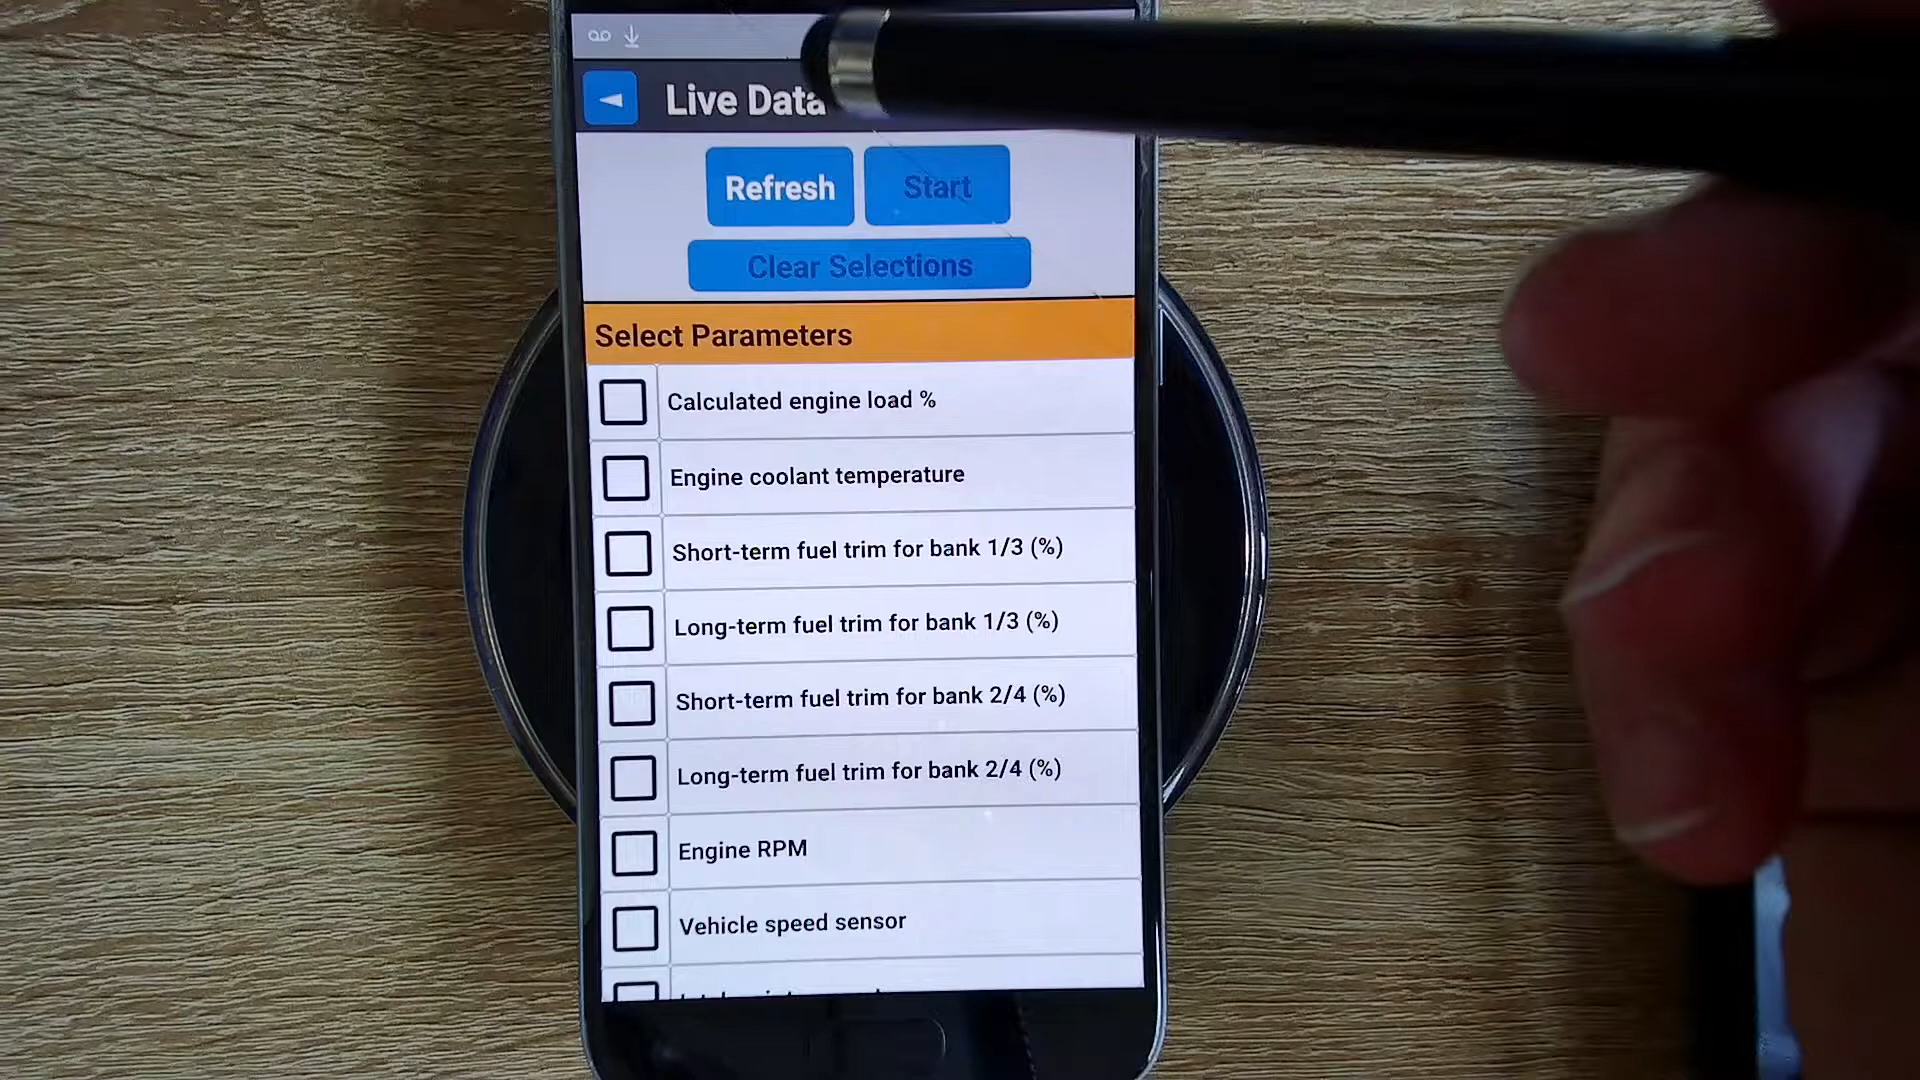 Live Data
Refresh
Start
Clear Selections
Select Parameters
Calculated engine load %
Engine coolant temperature
Short-term fuel trim for bank 1/3 (%)
Long-term fuel trim for bank 1/3 (%)
Short-term fuel trim for bank 2/4 (%)
Long-term fuel trim for bank 2/4 (%)
Engine RPM
Vehicle speed sensor